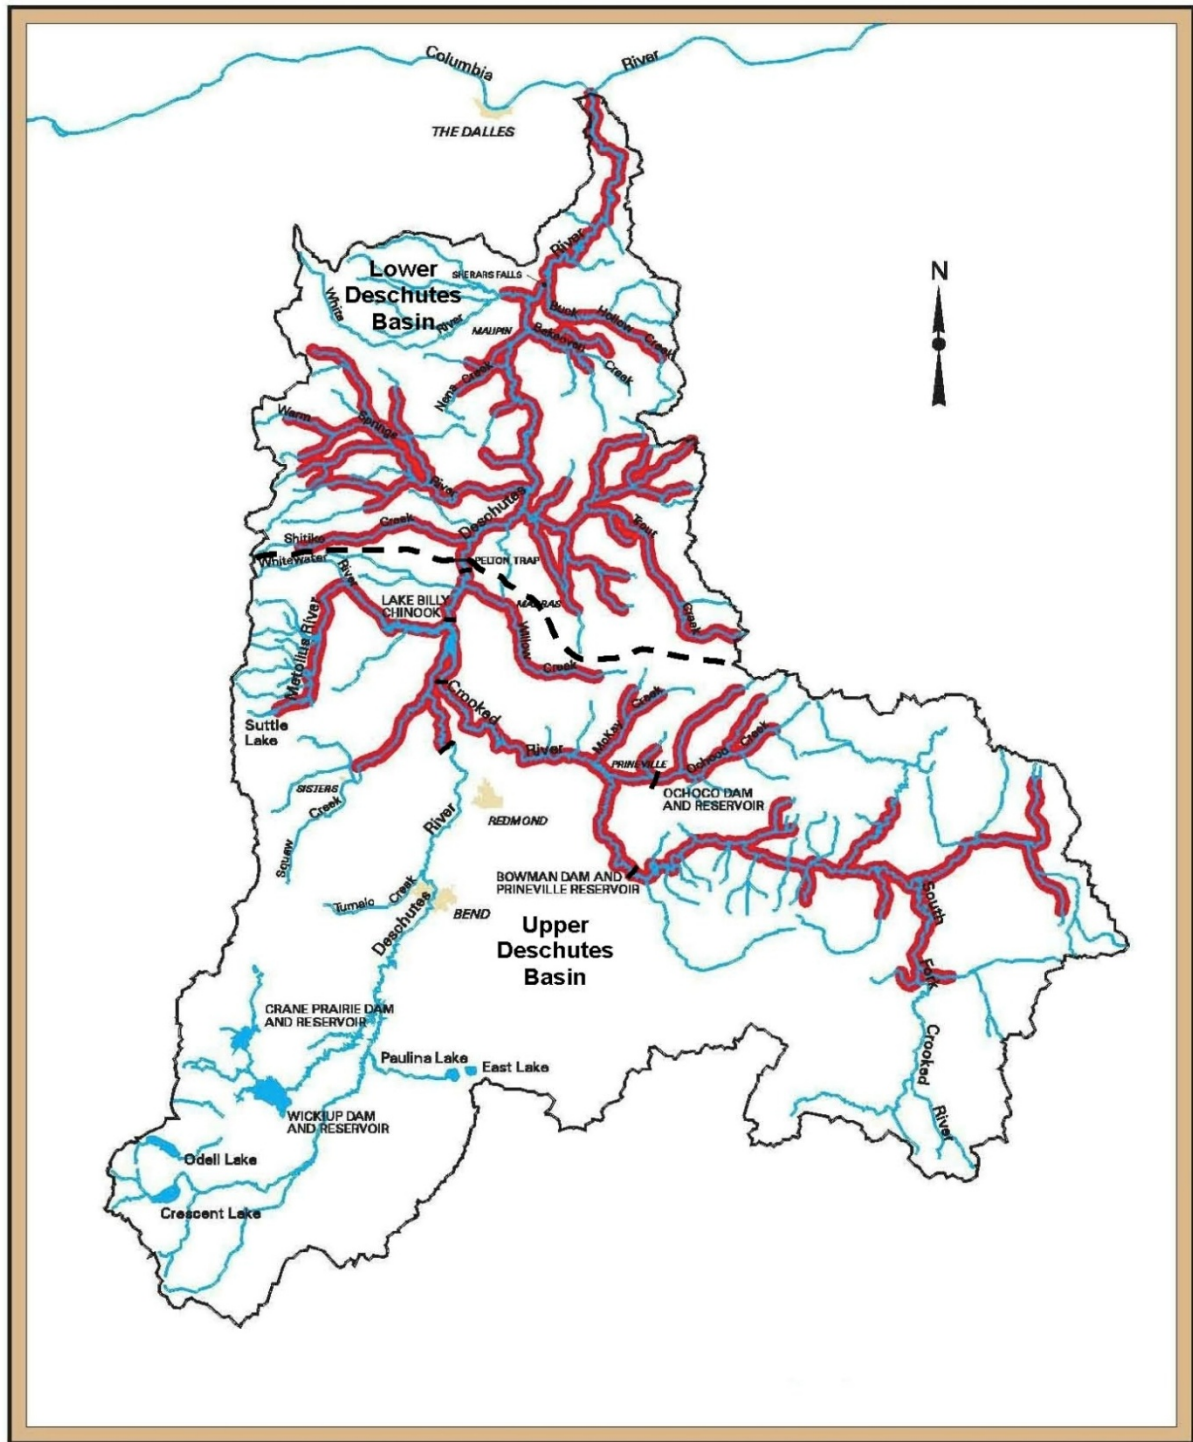 Columbia
River
THE DALLES
River
SHERARS FALLS
Lower
Deschutes
Basin
White
River
MAUPIN
Buck
Hollow
Creek
Bakeoven
Creek
Nena Creek
Warm
Springs
River
Deschutes
Trout
Creek
Shitike
Creek
Whitewater
River
PELTON TRAP
LAKE BILLY
CHINOOK
MADRAS
Willow
Creek
Metolius River
Suttle
Lake
Crooked
River
McKay
Creek
PRINEVILLE
Ochoco
Creek
OCHOCO DAM
AND RESERVOIR
SISTERS
Squaw
Creek
River
REDMOND
BOWMAN DAM AND
PRINEVILLE RESERVOIR
Tumalo
Creek
Deschutes
BEND
Upper
Deschutes
Basin
South
Fork
Crooked
River
CRANE PRAIRIE DAM
AND RESERVOIR
Paulina Lake
East Lake
WICKIUP DAM
AND RESERVOIR
Odell Lake
Crescent Lake
N